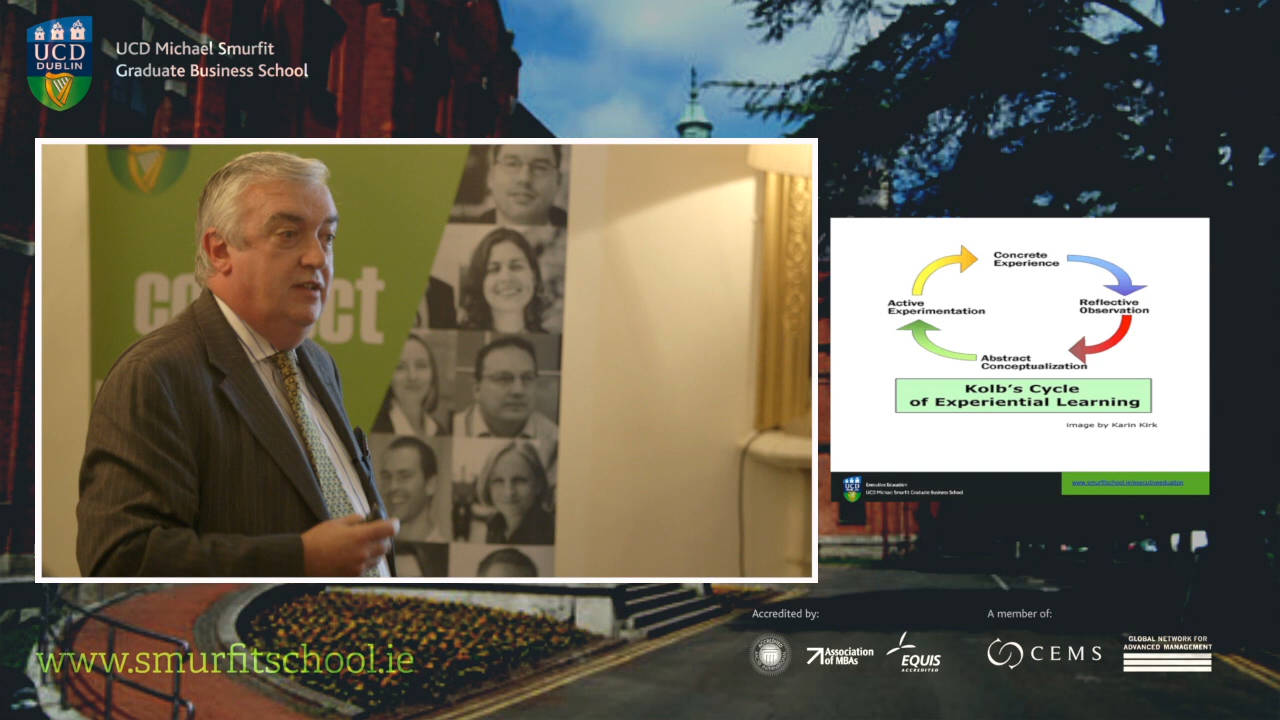 UCD
DUBLIN
UCD Michael Smurfit
Graduate Business School
Concrete
Experience
Active
Experimentation
Reflective
Observation
Abstract
Conceptualization
Kolb's Cycle
of Experiential Learning
image by Karin Kirk
UCD
Executive Education
UCD Michael Smurfit Graduate Business School
www.smurfitschool.ie/executiveeduation
Accredited by:
A member of:
Association
of MBAs
EQUIS
ACCREDITED
CEMS
GLOBAL NETWORK FOR
ADVANCED MANAGEMENT
www.smurfitschool.ie